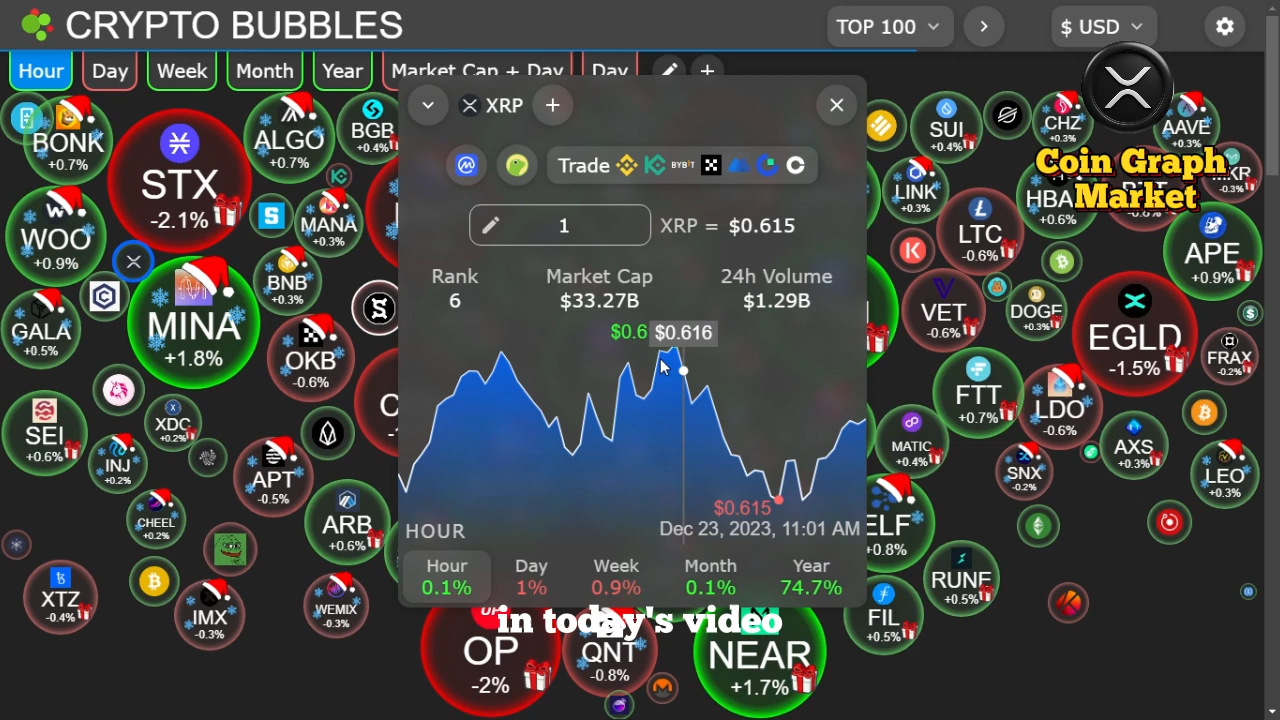 CRYPTO BUBBLES
TOP 100
$ USD
Hour
Day
Week
Month
Year
Market Cap + Day
Day
XRP
Trade
BYBIT
1
XRP = $0.615
Rank
6
Market Cap
$33.27B
24h Volume
$1.29B
$0.6
$0.616
$0.615
HOUR
Dec 23, 2023, 11:01 AM
Hour
0.1%
Day
1%
Week
0.9%
Month
0.1%
Year
74.7%
Coin Graph
Market
in today's video
BONK
+0.7%
STX
-2.1%
ALGO
+0.7%
BGB
+0.4%
WOO
+0.9%
MANA
+0.3%
MINA
+1.8%
BNB
+0.3%
GALA
+0.5%
OKB
-0.6%
SEI
+0.6%
XDC
+0.2%
INJ
+0.2%
APT
-0.5%
CHEEL
+0.2%
ARB
+0.6%
XTZ
-0.4%
IMX
-0.3%
WEMIX
-0.3%
OP
-2%
QNT
-0.8%
NEAR
+1.7%
SUI
+0.4%
CHZ
+0.3%
AAVE
+0.3%
LINK
+0.3%
HBA
+0.6%
MKR
-0.3%
LTC
-0.6%
APE
+0.9%
VET
-0.6%
DOGE
+0.3%
EGLD
-1.5%
FRAX
-0.2%
FTT
+0.7%
LDO
-0.6%
MATIC
+0.4%
AXS
+0.3%
SNX
-0.2%
LEO
+0.3%
ELF
+0.8%
RUNE
+0.5%
FIL
+0.5%